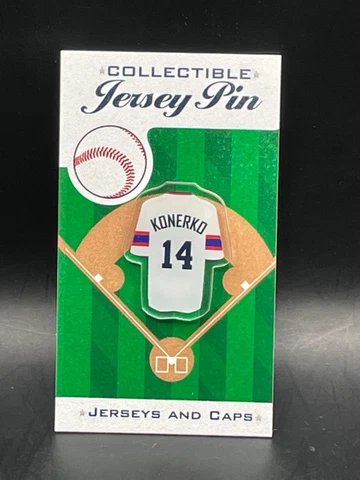 COLLECTIBLE
Jersey Pin
KONERKO
14
JERSEYS AND CAPS